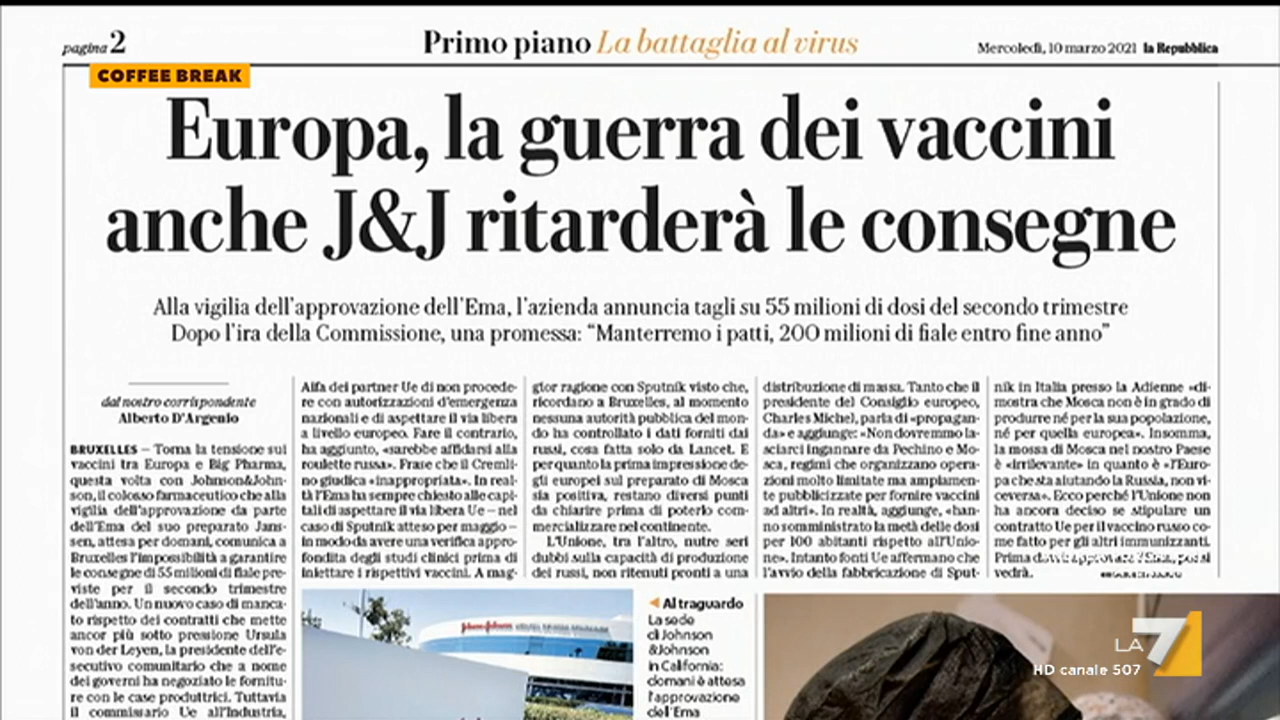 pagina 2
Primo piano La battaglia al virus
Mercoledì, 10 marzo 2021 la Repubblica
COFFEE BREAK
Europa, la guerra dei vaccini
anche J&J ritarderà le consegne
Alla vigilia dell'approvazione dell'Ema, l'azienda annuncia tagli su 55 milioni di dosi del secondo trimestre
Dopo l'ira della Commissione, una promessa: “Manterremo i patti, 200 milioni di fiale entro fine anno”
dal nostro corrispondente
Alberto D'Argenio
BRUXELLES – Torna la tensione sui
vaccini tra Europa e Big Pharma,
questa volta con Johnson&John-
son, il colosso farmaceutico che alla
vigilia dell'approvazione da parte
dell'Ema del suo preparato Jans-
sen, attesa per domani, comunica a
Bruxelles l'impossibilità a garantire
le consegne di 55 milioni di fiale pre-
viste per il secondo trimestre
dell'anno. Un nuovo caso di manca-
to rispetto dei contratti che mette
ancor più sotto pressione Ursula
von der Leyen, la presidente dell'e-
secutivo comunitario che a nome
dei governi ha negoziato le fornitu-
re con le case produttrici. Tuttavia
il commissario Ue all'Industria,
Aifa dei partner Ue di non procede-
re con autorizzazioni d'emergenza
nazionali e di aspettare il via libera
a livello europeo. Fare il contrario,
ha aggiunto, «sarebbe affidarsi alla
roulette russa». Frase che il Cremli-
no giudica «inappropriata». In real-
tà l'Ema ha sempre chiesto alle capi-
tali di aspettare il via libera Ue – nel
caso di Sputnik atteso per maggio –
in modo da avere una verifica appro-
fondita degli studi clinici prima di
iniettare i rispettivi vaccini. A mag-
gior ragione con Sputnik visto che,
ricordano a Bruxelles, al momento
nessuna autorità pubblica del mon-
do ha controllato i dati forniti dai
russi, cosa fatta solo da Lancet. E
per quanto la prima impressione de-
gli europei sul preparato di Mosca
sia positiva, restano diversi punti
da chiarire prima di poterlo com-
mercializzare nel continente.
L'Unione, tra l'altro, nutre seri
dubbi sulla capacità di produzione
dei russi, non ritenuti pronti a una
distribuzione di massa. Tanto che il
presidente del Consiglio europeo,
Charles Michel, parla di «propagan-
da» e aggiunge: «Non dovremmo la-
sciarci ingannare da Pechino e Mo-
sca, regimi che organizzano opera-
zioni molto limitate ma ampiamen-
te pubblicizzate per fornire vaccini
ad altri». In realtà, aggiunge, «han-
no somministrato la metà delle dosi
per 100 abitanti rispetto all'Unio-
ne». Intanto fonti Ue affermano che
l'avvio della fabbricazione di Sput-
nik in Italia presso la Adienne «di-
mostra che Mosca non è in grado di
produrre né per la sua popolazione,
né per quella europea». Insomma,
la mossa di Mosca nel nostro Paese
è «irrilevante» in quanto è «l'Euro-
pa che sta aiutando la Russia, non vi-
ceversa». Ecco perché l'Unione non
ha ancora deciso se stipulare un
contratto Ue per il vaccino russo co-
me fatto per gli altri immunizzanti.
Prima
vedrà.
Al traguardo
La sede
di Johnson
&Johnson
in California:
domani è attesa
l'approvazione
dell'Ema
Johnson & Johnson
LA 7
HD canale 507